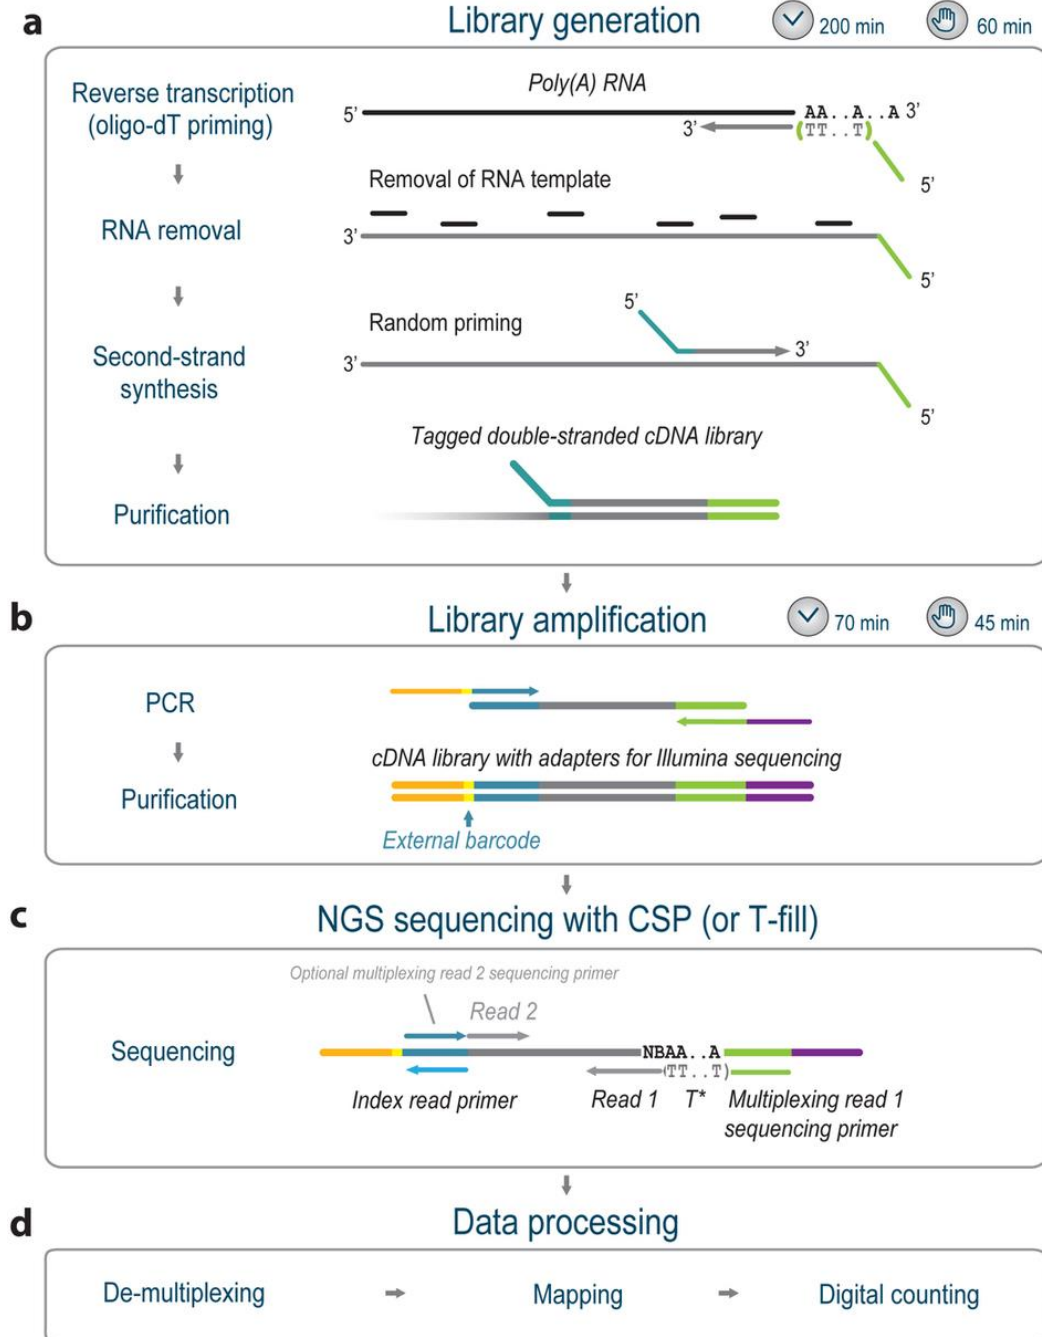 a
Library generation
200 min
60 min
Reverse transcription
(oligo-dT priming)
Poly(A) RNA
5’
AA..A..A 3’
3’
(TT..T)
5’
Removal of RNA template
RNA removal
3’
5’
5’
Random priming
3’
Second-strand
synthesis
3’
5’
Tagged double-stranded cDNA library
Purification
b
Library amplification
70 min
45 min
PCR
cDNA library with adapters for Illumina sequencing
Purification
External barcode
c
NGS sequencing with CSP (or T-fill)
Optional multiplexing read 2 sequencing primer
Read 2
Sequencing
NBAA..A
(TT..T)
Index read primer
Read 1
T*
Multiplexing read 1
sequencing primer
d
Data processing
De-multiplexing
Mapping
Digital counting